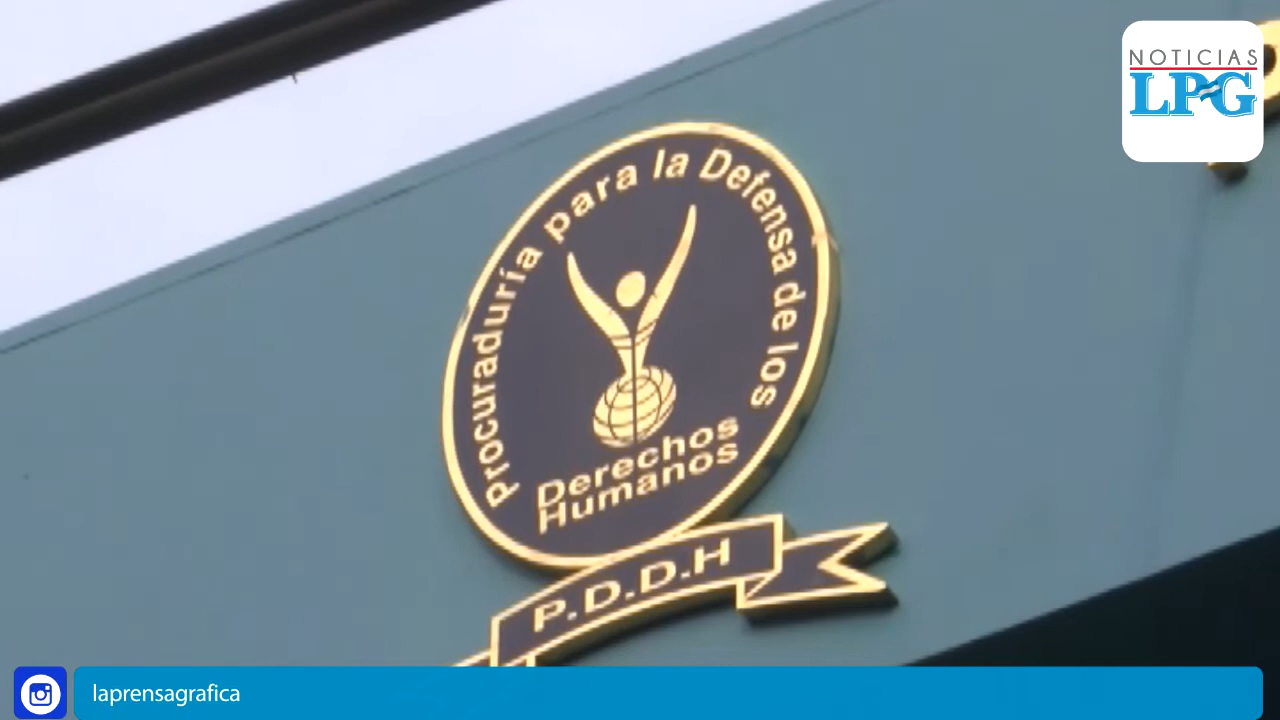 NOTICIAS
LPG
Procuraduría para la Defensa de los
Derechos
Humanos
P.D.D.H
laprensagrafica